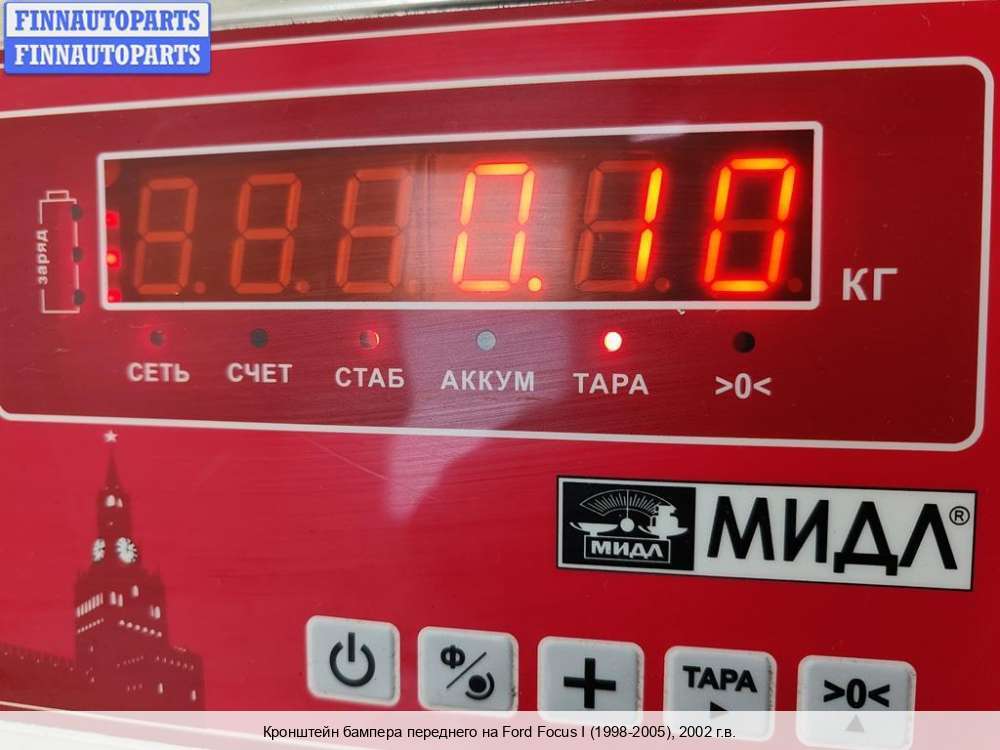 FINNAUTOPARTS
FINNAUTOPARTS
заряд
0.10
КГ
СЕТЬ СЧЕТ СТАБ АККУМ ТАРА >0<
МИДЛ МИДЛ®
Ф ТАРА >0<
Кронштейн бампера переднего на Ford Focus I (1998-2005), 2002 г.в.